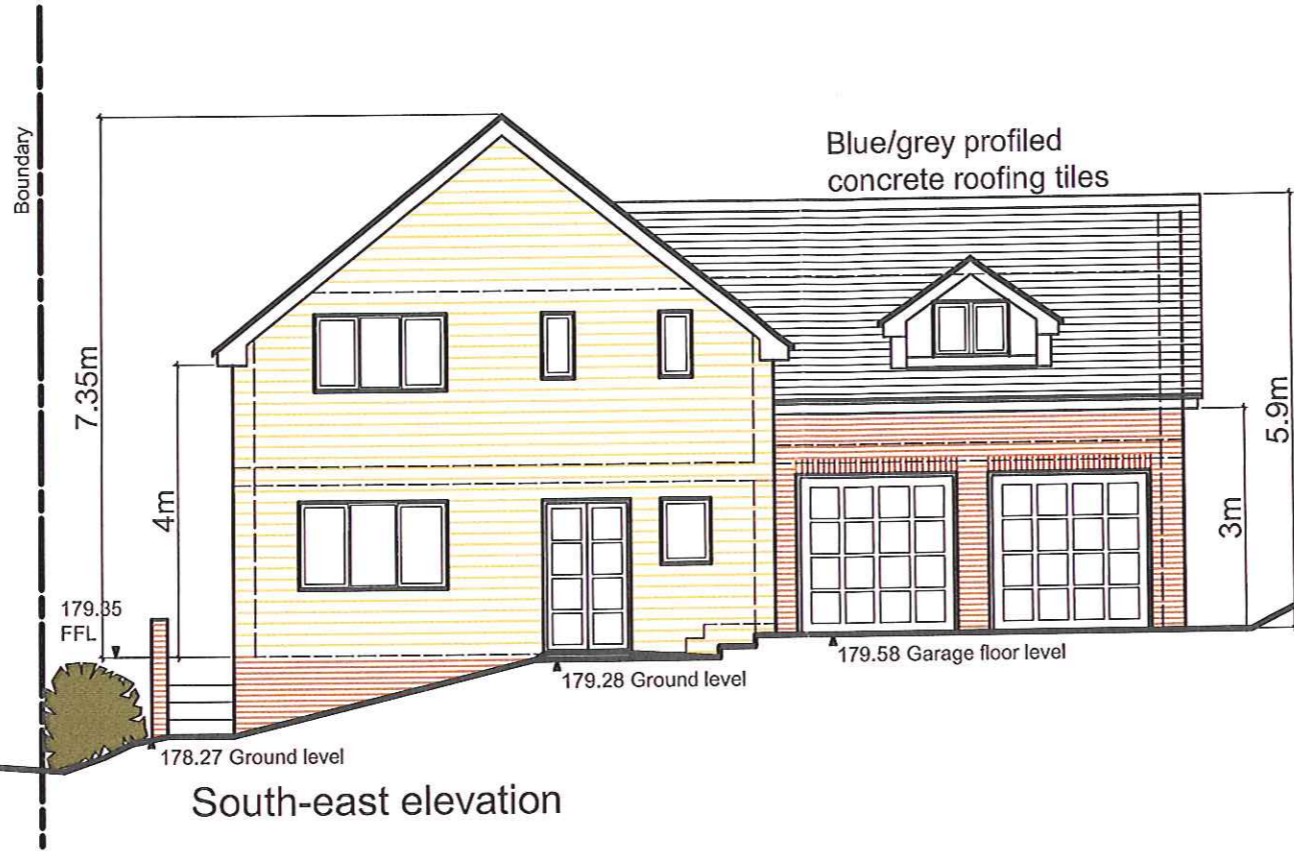 Boundary
Blue/grey profiled
concrete roofing tiles
7.35m
4m
5.9m
3m
179.35
FFL
179.58 Garage floor level
179.28 Ground level
178.27 Ground level
South-east elevation